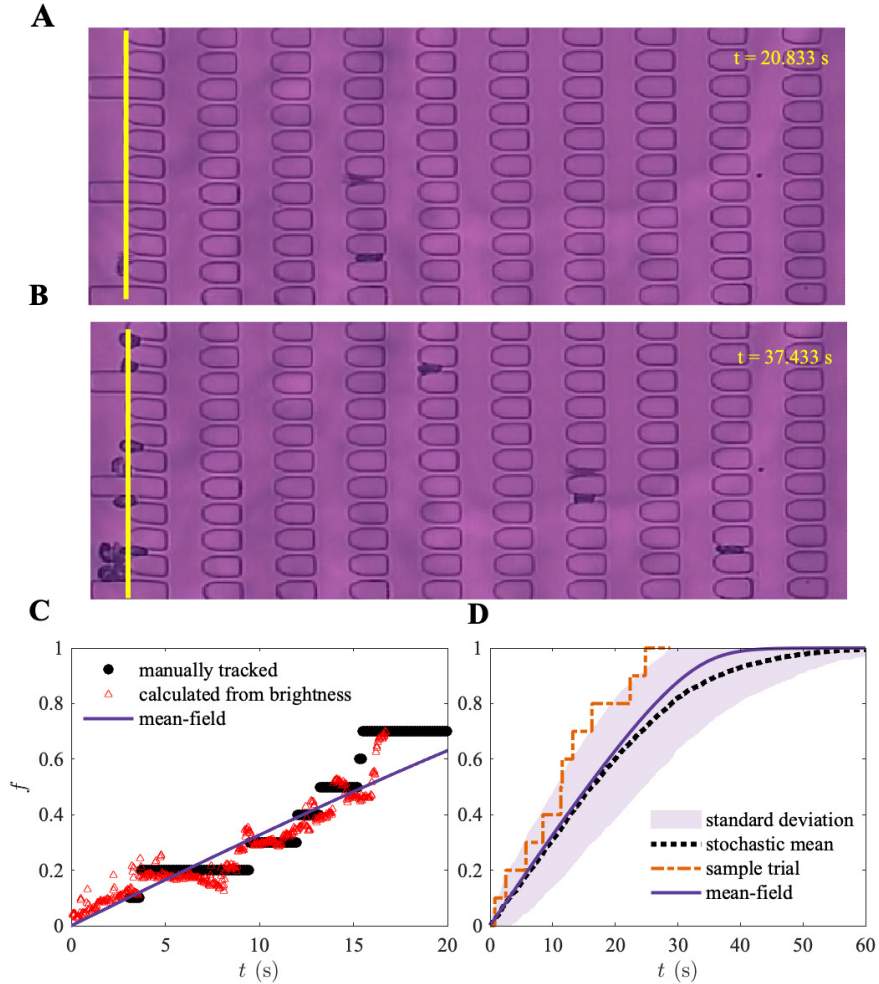 A
t = 20.833 s
B
t = 37.433 s
C
D
1
0.8
0.6
0.4
0.2
0
f
manually tracked
calculated from brightness
mean-field
0
5
10
15
20
t (s)
1
0.8
0.6
0.4
0.2
0
standard deviation
stochastic mean
sample trial
mean-field
0
10
20
30
40
50
60
t (s)